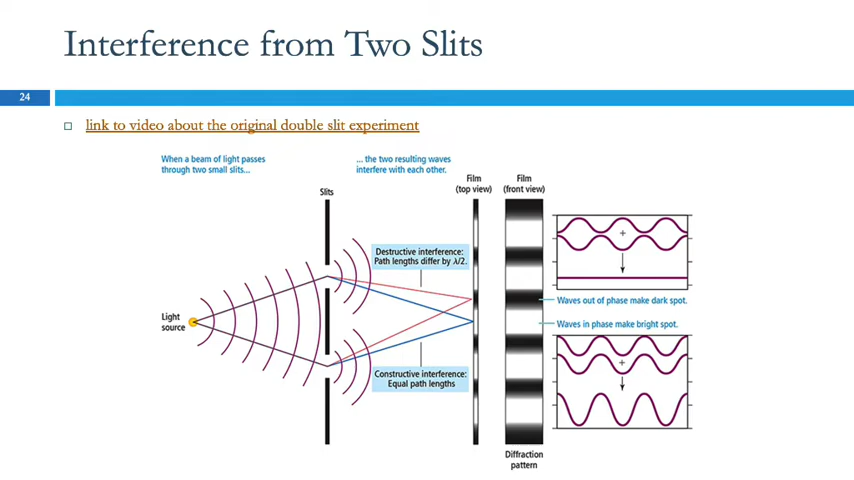 Interference from Two Slits
24
link to video about the original double slit experiment
When a beam of light passes
through two small slits...
... the two resulting waves
interfere with each other.
Slits
Film
(top view)
Film
(front view)
Destructive interference:
Path lengths differ by λ/2.
+
Light
source
Waves out of phase make dark spot.
Waves in phase make bright spot.
+
Constructive interference:
Equal path lengths
Diffraction
pattern